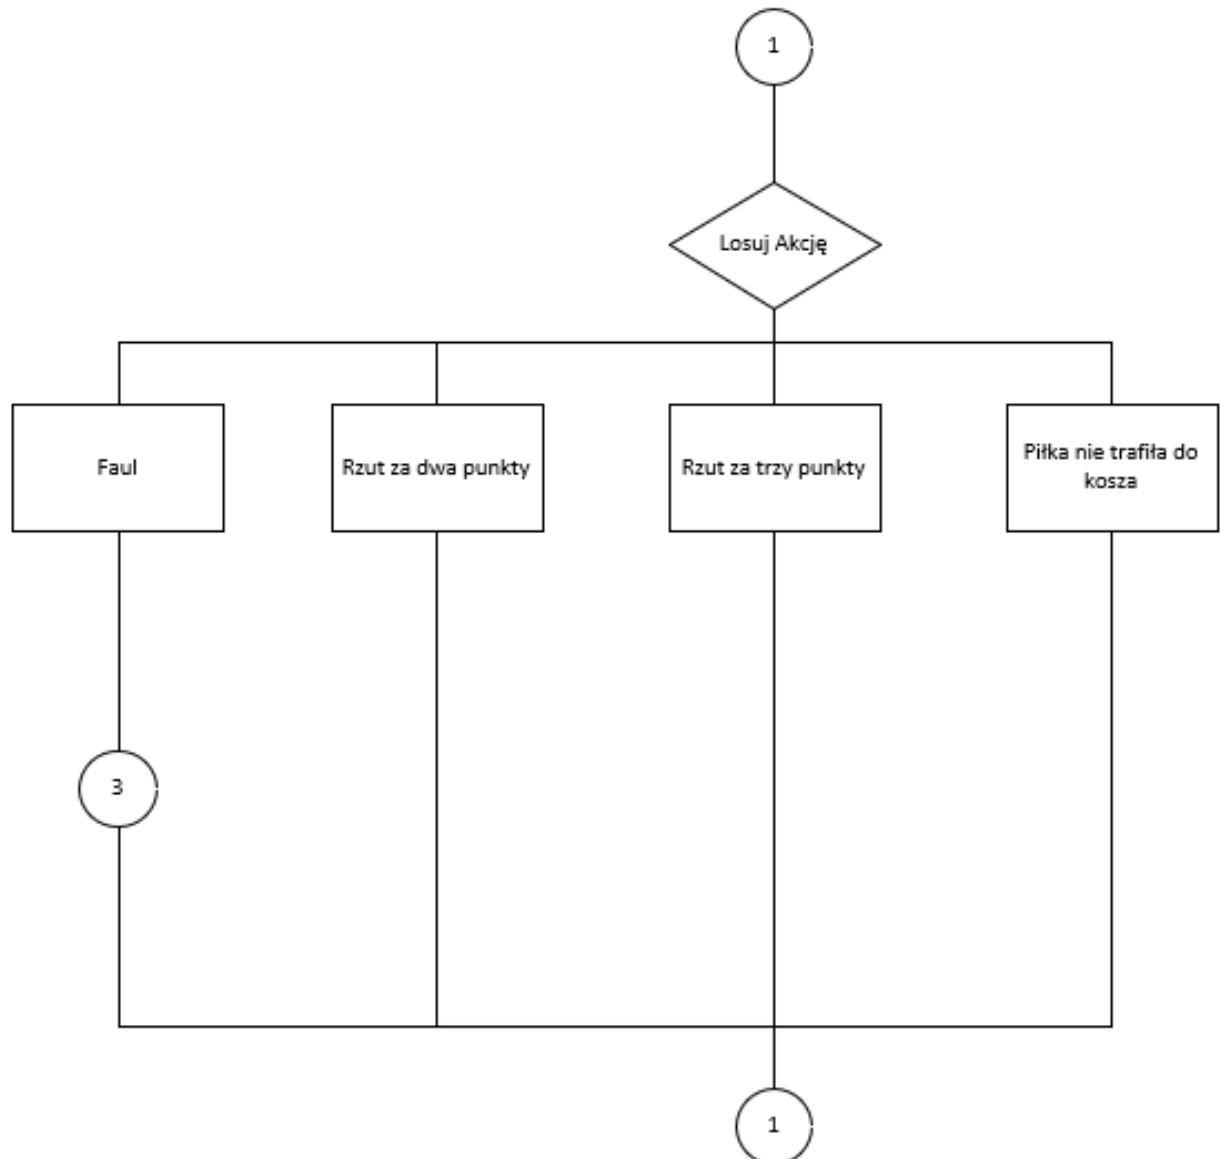 1
Losuj Akcję
Faul
Rzut za dwa punkty
Rzut za trzy punkty
Piłka nie trafiła do
kosza
3
1